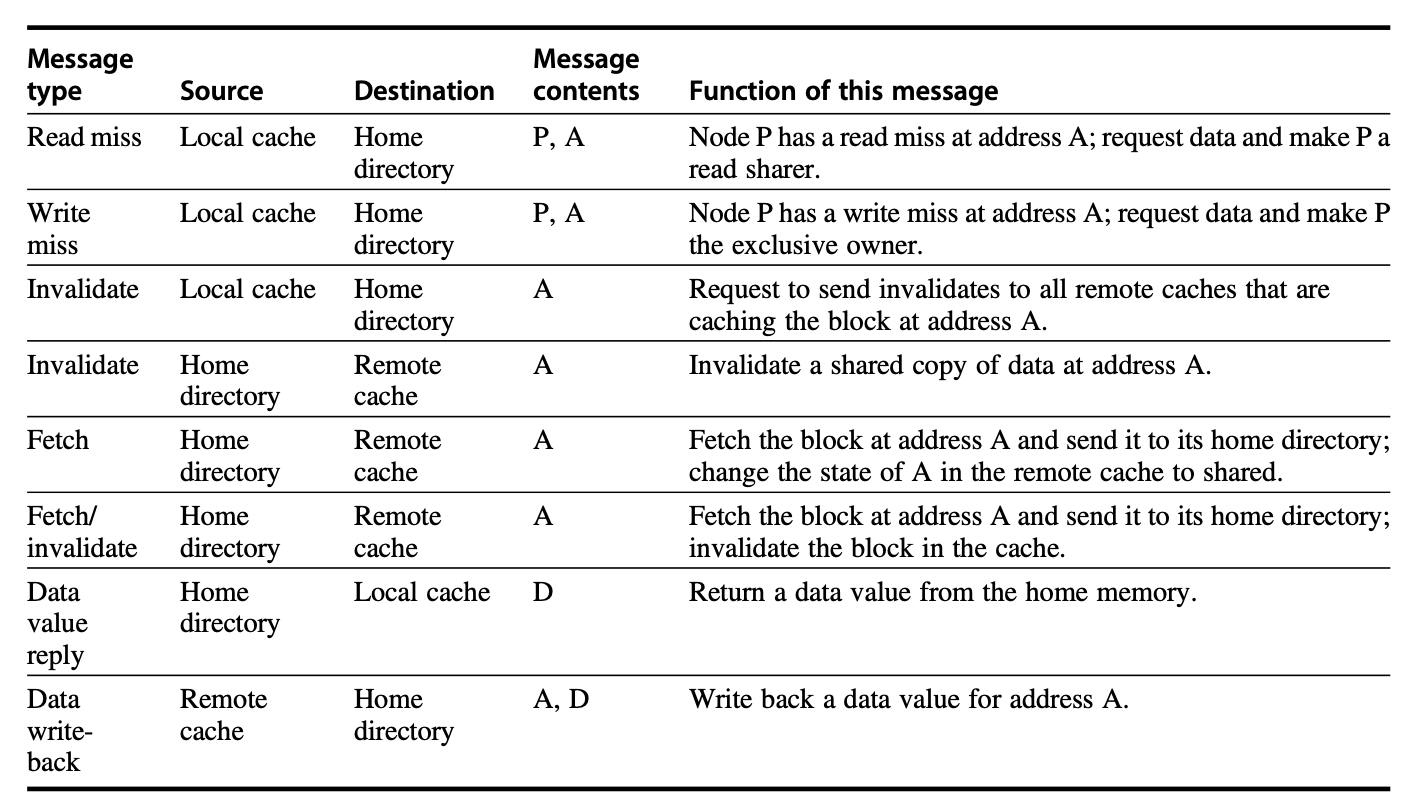 Message type Source Destination Message contents Function of this message
Read miss Local cache Home directory P, A Node P has a read miss at address A; request data and make P a read sharer.
Write miss Local cache Home directory P, A Node P has a write miss at address A; request data and make P the exclusive owner.
Invalidate Local cache Home directory A Request to send invalidates to all remote caches that are caching the block at address A.
Invalidate Home directory Remote cache A Invalidate a shared copy of data at address A.
Fetch Home directory Remote cache A Fetch the block at address A and send it to its home directory; change the state of A in the remote cache to shared.
Fetch/ invalidate Home directory Remote cache A Fetch the block at address A and send it to its home directory; invalidate the block in the cache.
Data value reply Home directory Local cache D Return a data value from the home memory.
Data write-back Remote cache Home directory A, D Write back a data value for address A.